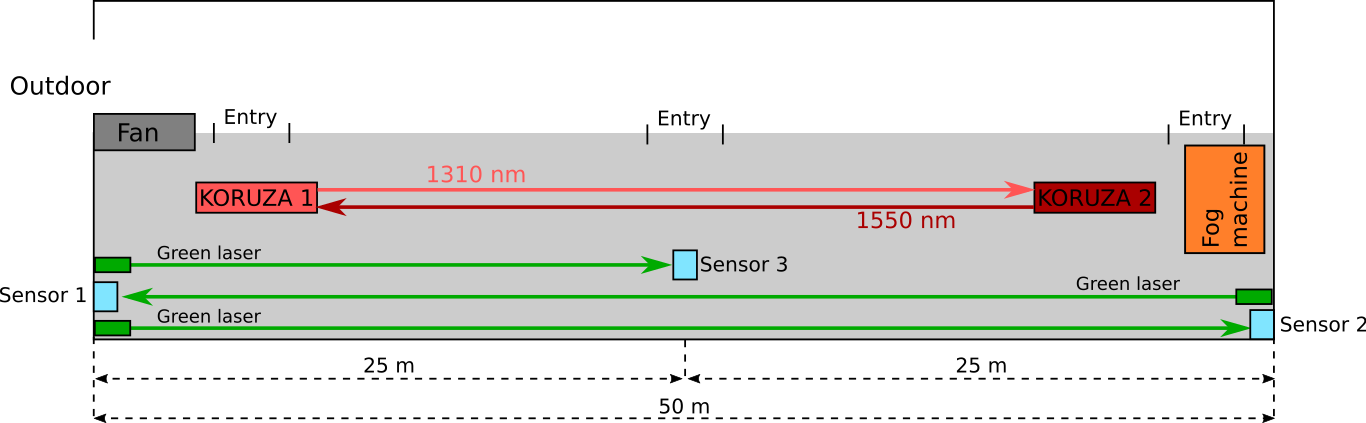 Outdoor
Fan
Entry
Entry
Entry
1310 nm
KORUZA 1
KORUZA 2
1550 nm
Fog
machine
Green laser
Sensor 3
Green laser
Sensor 1
Green laser
Sensor 2
25 m
25 m
50 m